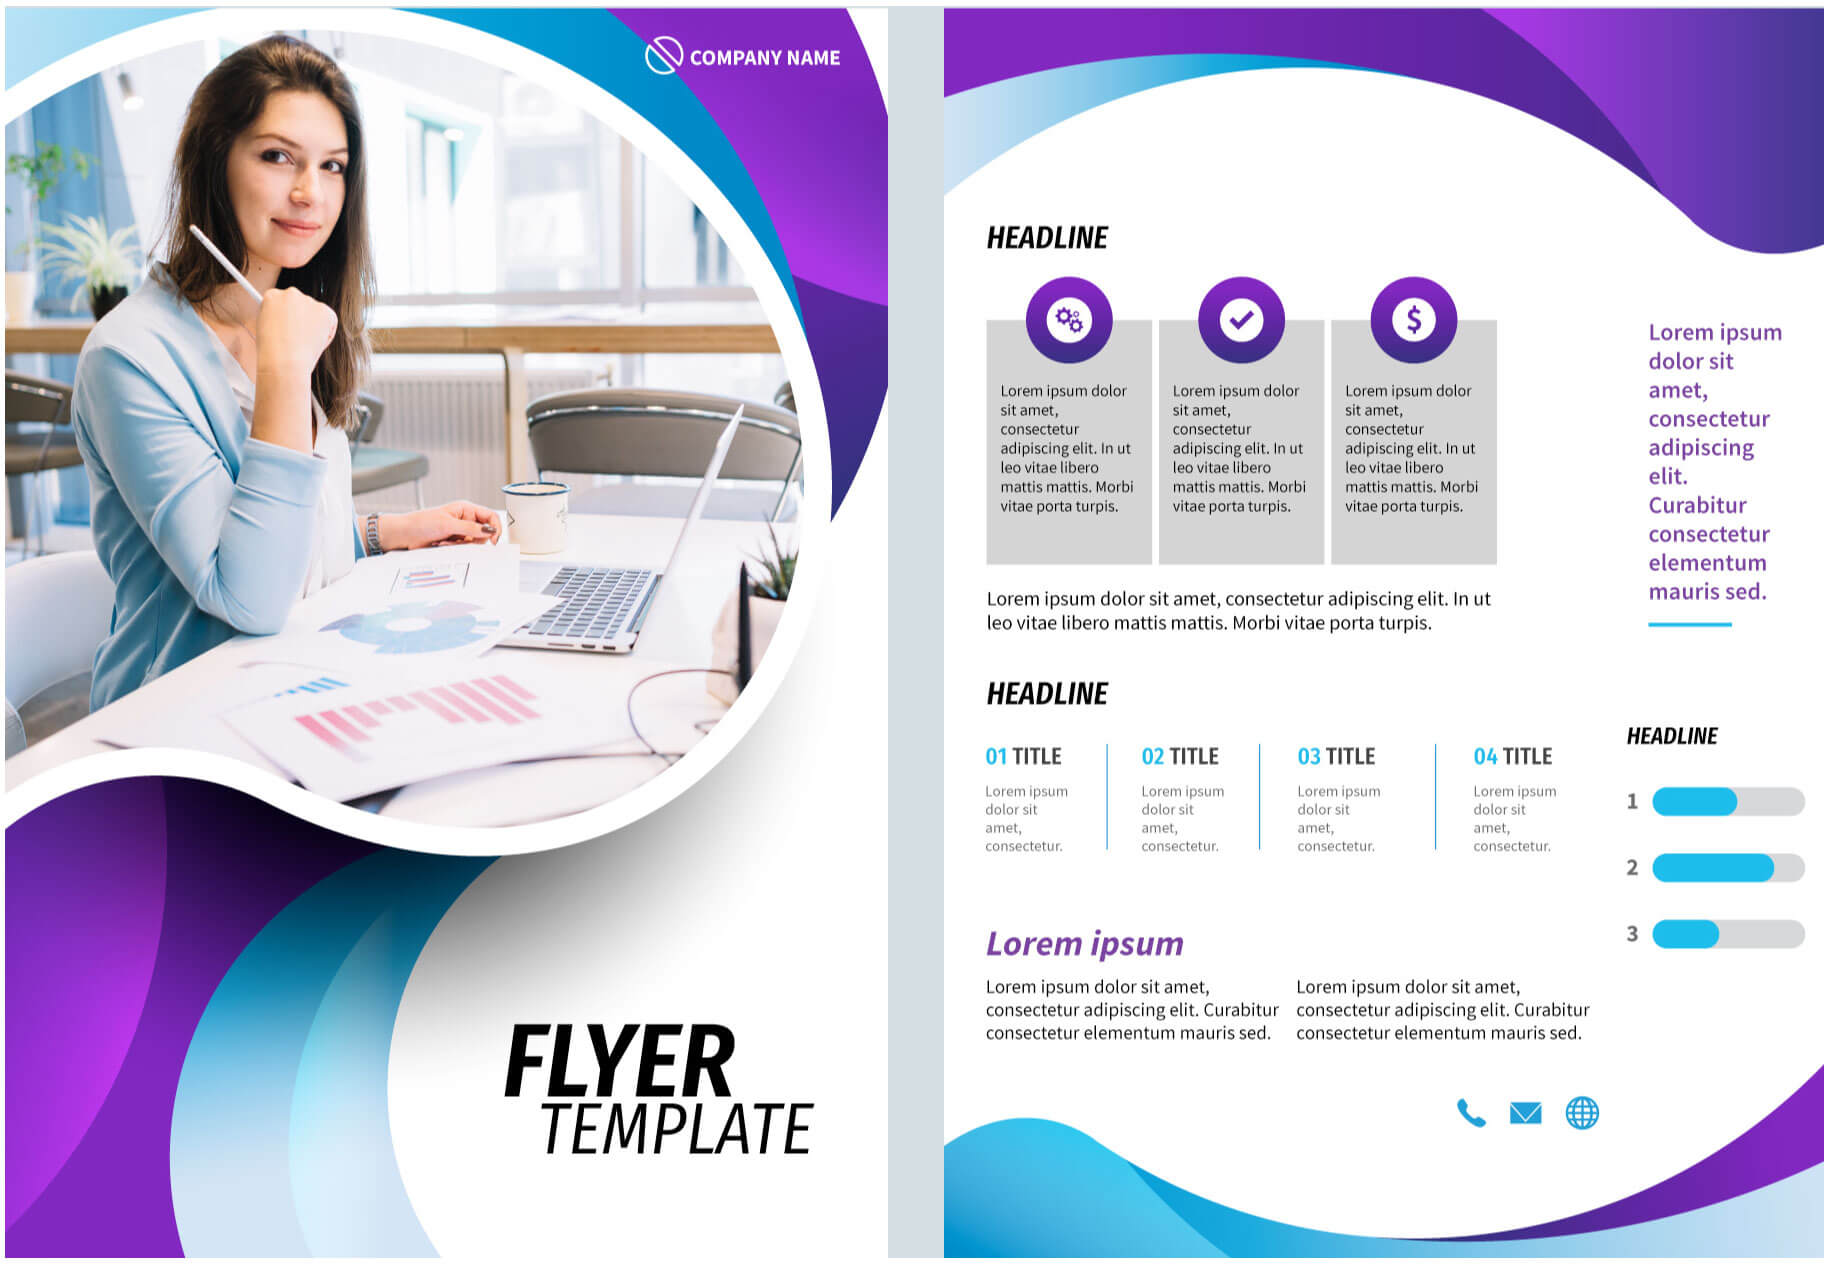 COMPANY NAME
FLYER
TEMPLATE
HEADLINE
Lorem ipsum dolor
sit amet,
consectetur
adipiscing elit. In ut
leo vitae libero
mattis mattis. Morbi
vitae porta turpis.
Lorem ipsum dolor
sit amet,
consectetur
adipiscing elit. In ut
leo vitae libero
mattis mattis. Morbi
vitae porta turpis.
Lorem ipsum dolor
sit amet,
consectetur
adipiscing elit. In ut
leo vitae libero
mattis mattis. Morbi
vitae porta turpis.
Lorem ipsum dolor sit amet, consectetur adipiscing elit. In ut
leo vitae libero mattis mattis. Morbi vitae porta turpis.
Lorem ipsum
dolor sit
amet,
consectetur
adipiscing
elit.
Curabitur
consectetur
elementum
mauris sed.
HEADLINE
01 TITLE
Lorem ipsum
dolor sit
amet,
consectetur.
02 TITLE
Lorem ipsum
dolor sit
amet,
consectetur.
03 TITLE
Lorem ipsum
dolor sit
amet,
consectetur.
04 TITLE
Lorem ipsum
dolor sit
amet,
consectetur.
HEADLINE
1
2
3
Lorem ipsum
Lorem ipsum dolor sit amet,
consectetur adipiscing elit. Curabitur
consectetur elementum mauris sed.
Lorem ipsum dolor sit amet,
consectetur adipiscing elit. Curabitur
consectetur elementum mauris sed.